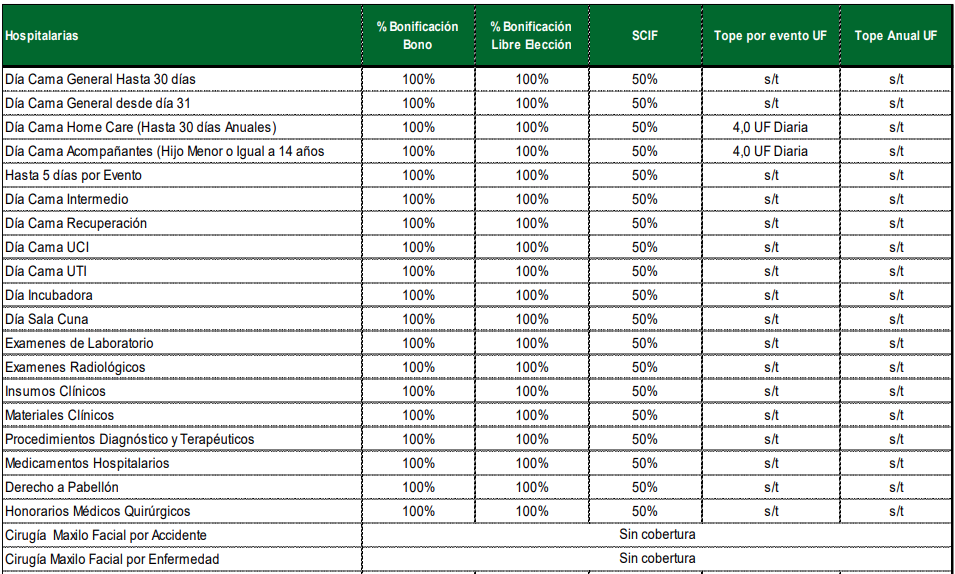 Hospitalarias % Bonificación Bono % Bonificación Libre Elección SCIF Tope por evento UF Tope Anual UF
Día Cama General Hasta 30 días 100% 100% 50% s/t s/t
Día Cama General desde día 31 100% 100% 50% s/t s/t
Día Cama Home Care (Hasta 30 días Anuales) 100% 100% 50% 4,0 UF Diaria s/t
Día Cama Acompañantes (Hijo Menor o Igual a 14 años 100% 100% 50% 4,0 UF Diaria s/t
Hasta 5 días por Evento 100% 100% 50% s/t s/t
Día Cama Intermedio 100% 100% 50% s/t s/t
Día Cama Recuperación 100% 100% 50% s/t s/t
Día Cama UCI 100% 100% 50% s/t s/t
Día Cama UTI 100% 100% 50% s/t s/t
Día Incubadora 100% 100% 50% s/t s/t
Día Sala Cuna 100% 100% 50% s/t s/t
Examenes de Laboratorio 100% 100% 50% s/t s/t
Examenes Radiológicos 100% 100% 50% s/t s/t
Insumos Clínicos 100% 100% 50% s/t s/t
Materiales Clínicos 100% 100% 50% s/t s/t
Procedimientos Diagnóstico y Terapéuticos 100% 100% 50% s/t s/t
Medicamentos Hospitalarios 100% 100% 50% s/t s/t
Derecho a Pabellón 100% 100% 50% s/t s/t
Honorarios Médicos Quirúrgicos 100% 100% 50% s/t s/t
Cirugía Maxilo Facial por Accidente Sin cobertura
Cirugía Maxilo Facial por Enfermedad Sin cobertura